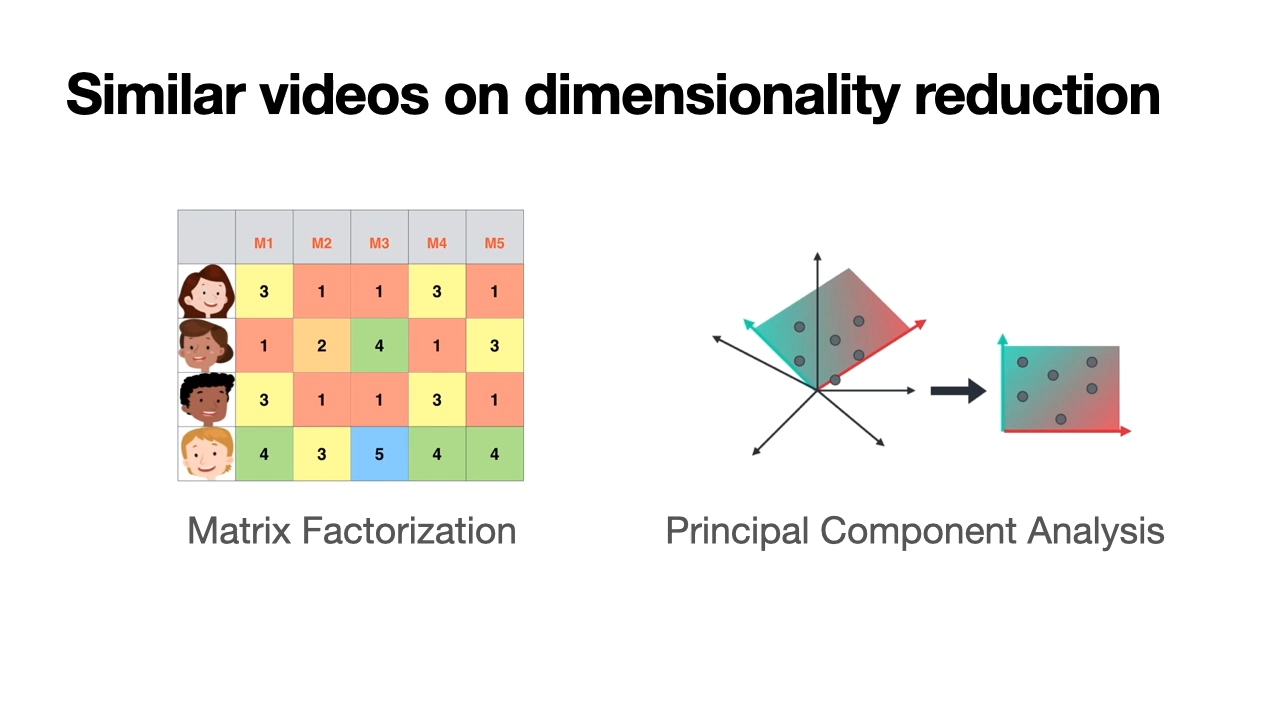 Similar videos on dimensionality reduction
M1 M2 M3 M4 M5
3 1 1 3 1
1 2 4 1 3
3 1 1 3 1
4 3 5 4 4
Matrix Factorization
Principal Component Analysis